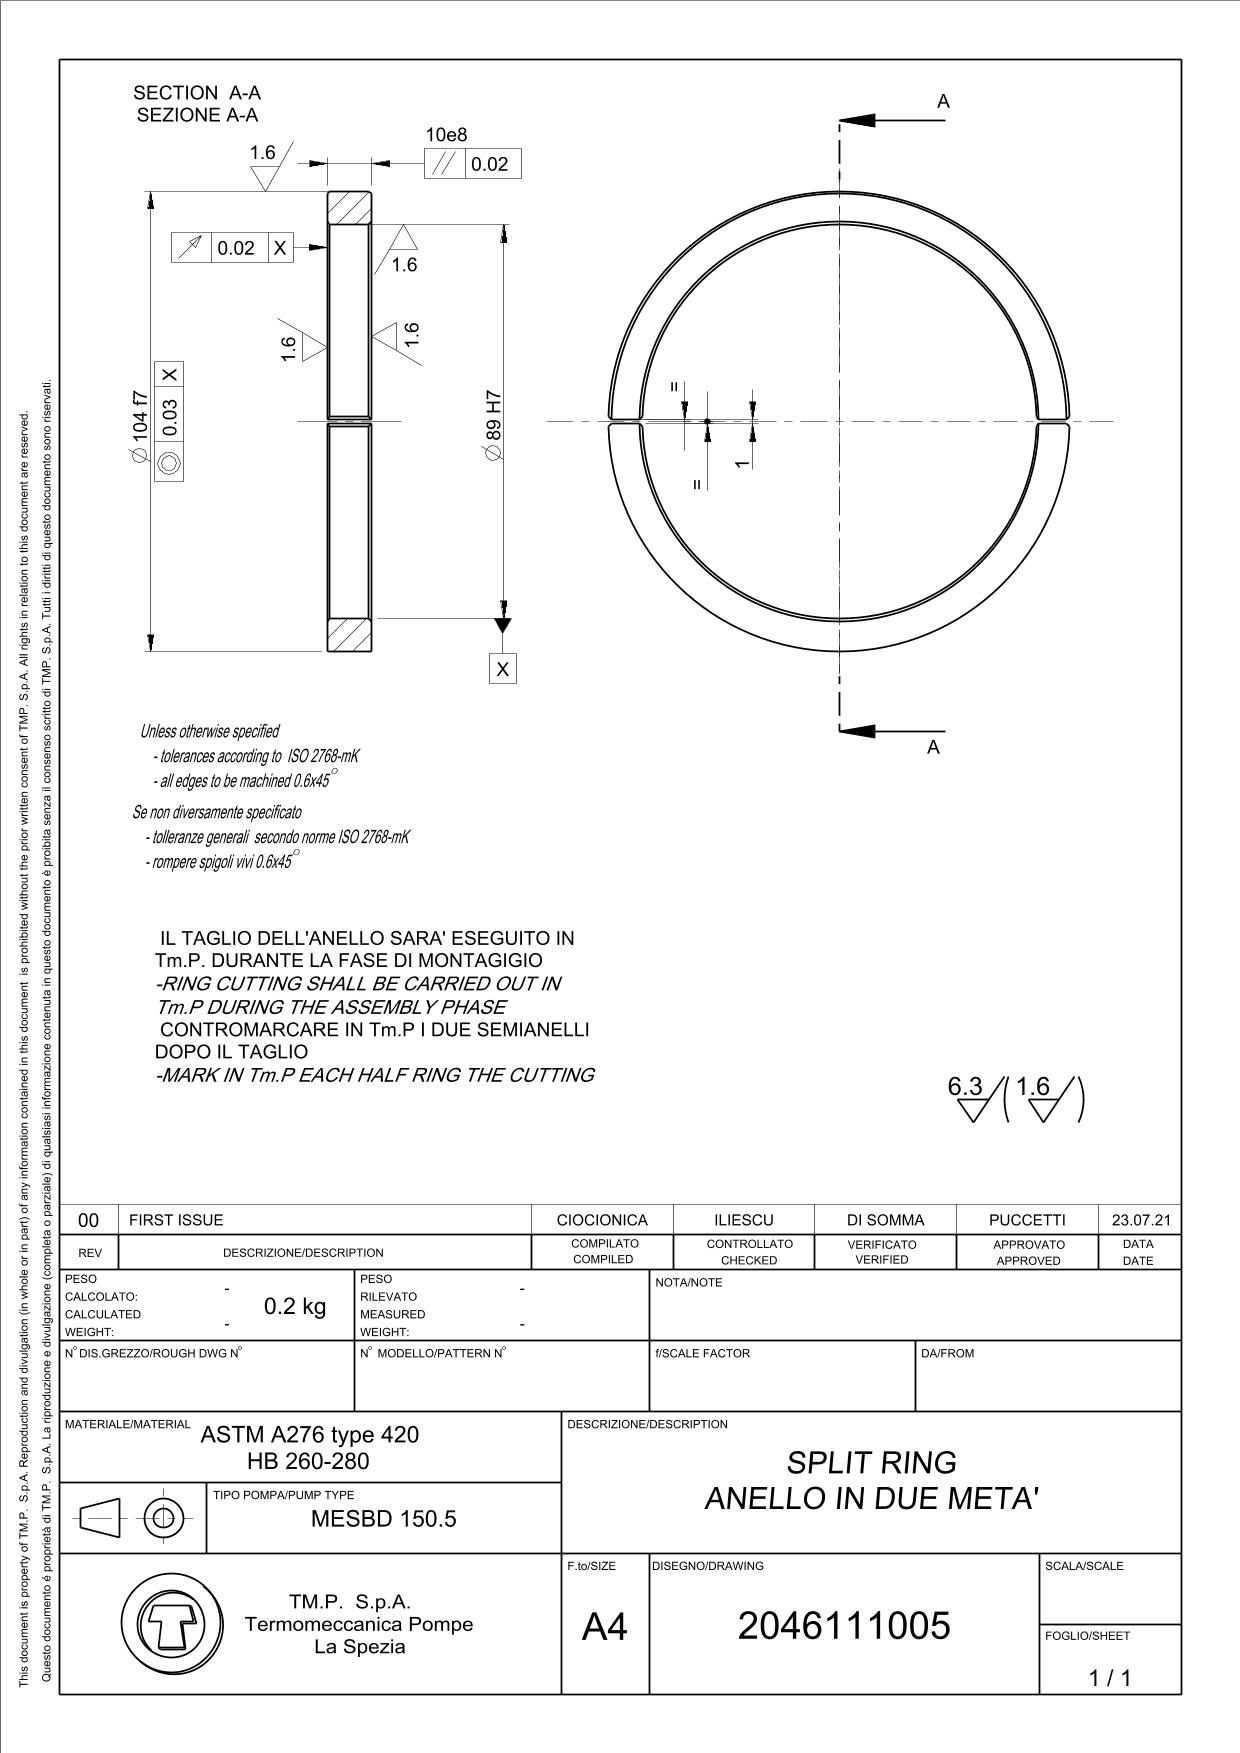 SECTION A-A
SEZIONE A-A
A
10e8
// 0.02
1.6
0.02 X
1.6
1.6
1.6
⌀ 104 f7
0.03 X
⌀ 89 H7
=
=
1
X
A
Unless otherwise specified
- tolerances according to ISO 2768-mK
- all edges to be machined 0.6x45°
Se non diversamente specificato
- tolleranze generali secondo norme ISO 2768-mK
- rompere spigoli vivi 0.6x45°
IL TAGLIO DELL'ANELLO SARA' ESEGUITO IN
Tm.P. DURANTE LA FASE DI MONTAGIGIO
-RING CUTTING SHALL BE CARRIED OUT IN
Tm.P DURING THE ASSEMBLY PHASE
CONTROMARCARE IN Tm.P I DUE SEMIANELLI
DOPO IL TAGLIO
-MARK IN Tm.P EACH HALF RING THE CUTTING
6.3 ( 1.6 )
This document is property of TM.P. S.p.A. Reproduction and divulgation (in whole or in part) of any information contained in this document is prohibited without the prior written consent of TMP. S.p.A. All rights in relation to this document are reserved.
Questo documento é proprietà di TM.P. S.p.A. La riproduzione e divulgazione (completa o parziale) di qualsiasi informazione contenuta in questo documento è proibita senza il consenso scritto di TMP. S.p.A. Tutti i diritti di questo documento sono riservati.
00 FIRST ISSUE CIOCIONICA ILIESCU DI SOMMA PUCCETTI 23.07.21
REV DESCRIZIONE/DESCRIPTION COMPILATO CONTROLLATO VERIFICATO APPROVATO DATA
COMPILED CHECKED VERIFIED APPROVED DATE
PESO
CALCOLATO: -
CALCULATED
WEIGHT: -
0.2 kg
PESO
RILEVATO -
MEASURED
WEIGHT: -
NOTA/NOTE
N° DIS.GREZZO/ROUGH DWG N°
N° MODELLO/PATTERN N°
f/SCALE FACTOR
DA/FROM
MATERIALE/MATERIAL
ASTM A276 type 420
HB 260-280
DESCRIZIONE/DESCRIPTION
SPLIT RING
ANELLO IN DUE META'
TIPO POMPA/PUMP TYPE
MESBD 150.5
TM.P. S.p.A.
Termomeccanica Pompe
La Spezia
F.to/SIZE
A4
DISEGNO/DRAWING
2046111005
SCALA/SCALE
FOGLIO/SHEET
1 / 1